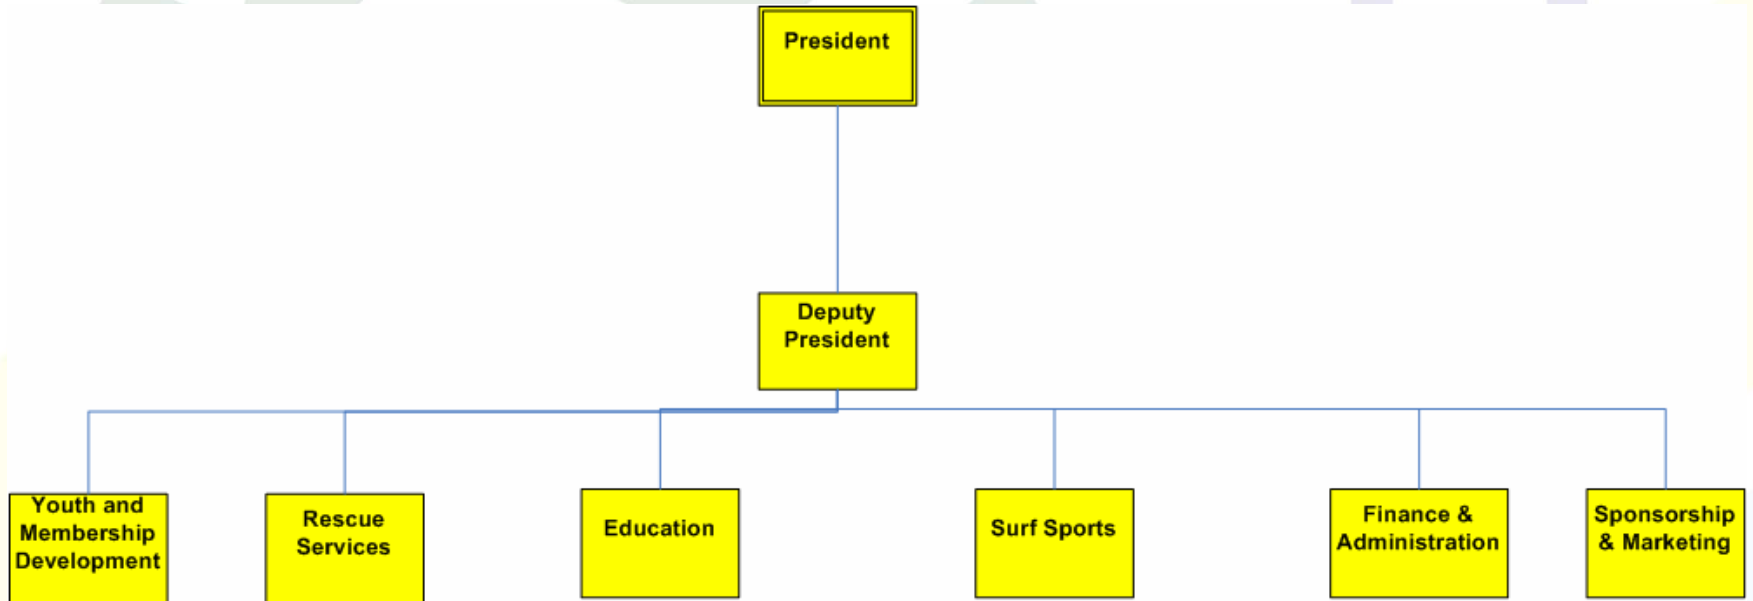 President
Deputy
President
Youth and
Membership
Development
Rescue
Services
Education
Surf Sports
Finance &
Administration
Sponsorship
& Marketing